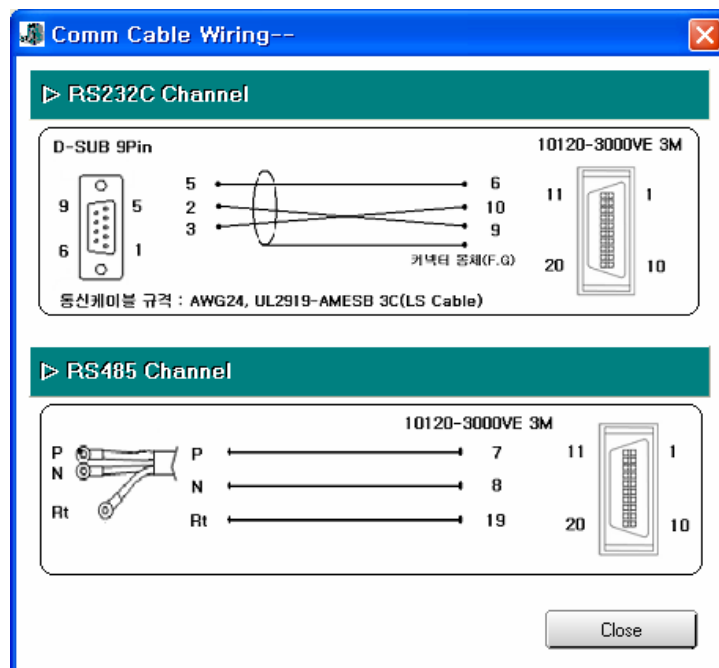 Comm Cable Wiring--
▷ RS232C Channel
D-SUB 9Pin
10120-3000VE 3M
9 5
6 1
5 6
2 10
3 9
커넥터 몸체(F.G)
11 1
20 10
통신케이블 규격 : AWG24, UL2919-AMESB 3C(LS Cable)
▷ RS485 Channel
10120-3000VE 3M
P
N
Rt
P 7
N 8
Rt 19
11 1
20 10
Close